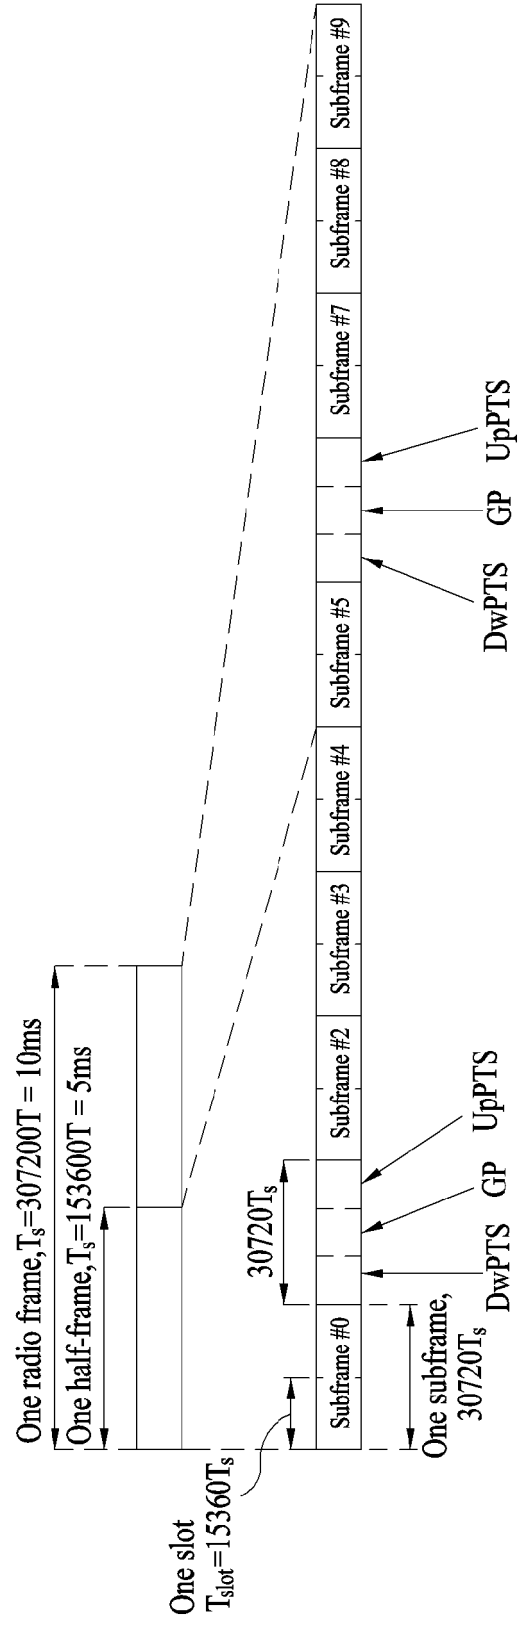 One radio frame,Ts=307200T = 10ms
One half-frame,Ts=153600T = 5ms
One slot
Tslot=15360Ts
30720Ts
Subframe #0
Subframe #2
Subframe #3
Subframe #4
Subframe #5
Subframe #7
Subframe #8
Subframe #9
One subframe,
30720Ts
DwPTS
GP
UpPTS
DwPTS
GP
UpPTS